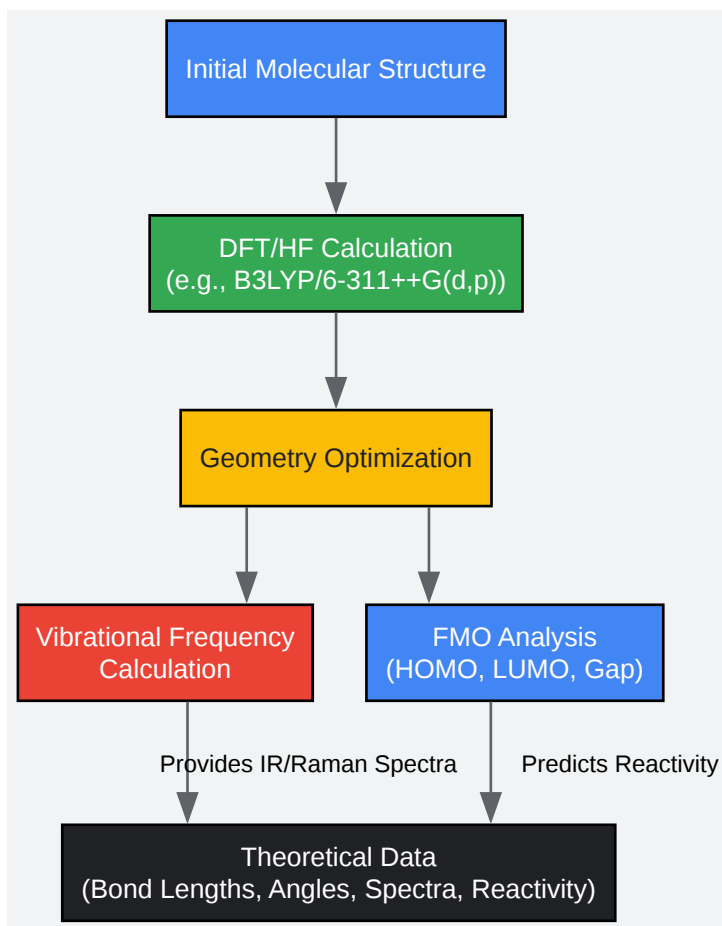 Initial Molecular Structure
DFT/HF Calculation
(e.g., B3LYP/6-311++G(d,p))
Geometry Optimization
Vibrational Frequency
Calculation
FMO Analysis
(HOMO, LUMO, Gap)
Provides IR/Raman Spectra
Predicts Reactivity
Theoretical Data
(Bond Lengths, Angles, Spectra, Reactivity)